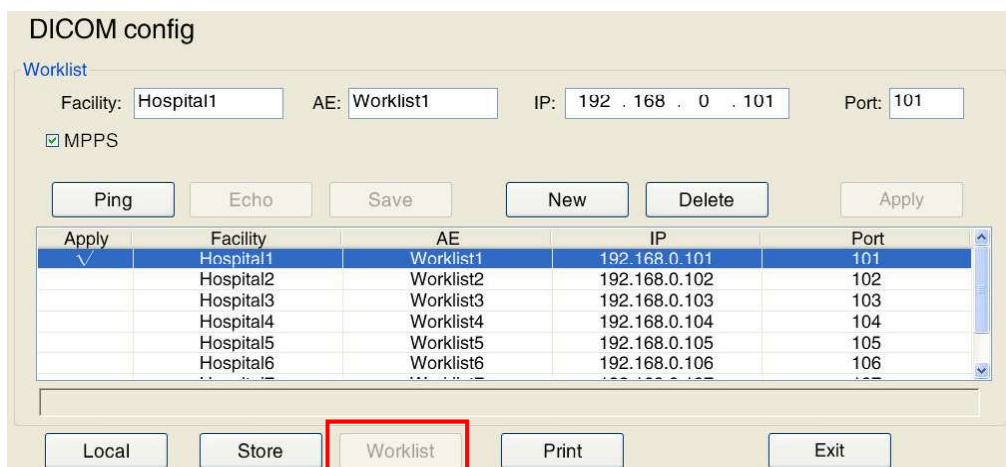 DICOM config
Worklist
Facility: Hospital1 AE: Worklist1 IP: 192 . 168 . 0 . 101 Port: 101
MPPS
Ping Echo Save New Delete Apply
Apply Facility AE IP Port
√ Hospital1 Worklist1 192.168.0.101 101
Hospital2 Worklist2 192.168.0.102 102
Hospital3 Worklist3 192.168.0.103 103
Hospital4 Worklist4 192.168.0.104 104
Hospital5 Worklist5 192.168.0.105 105
Hospital6 Worklist6 192.168.0.106 106
Local Store Worklist Print Exit